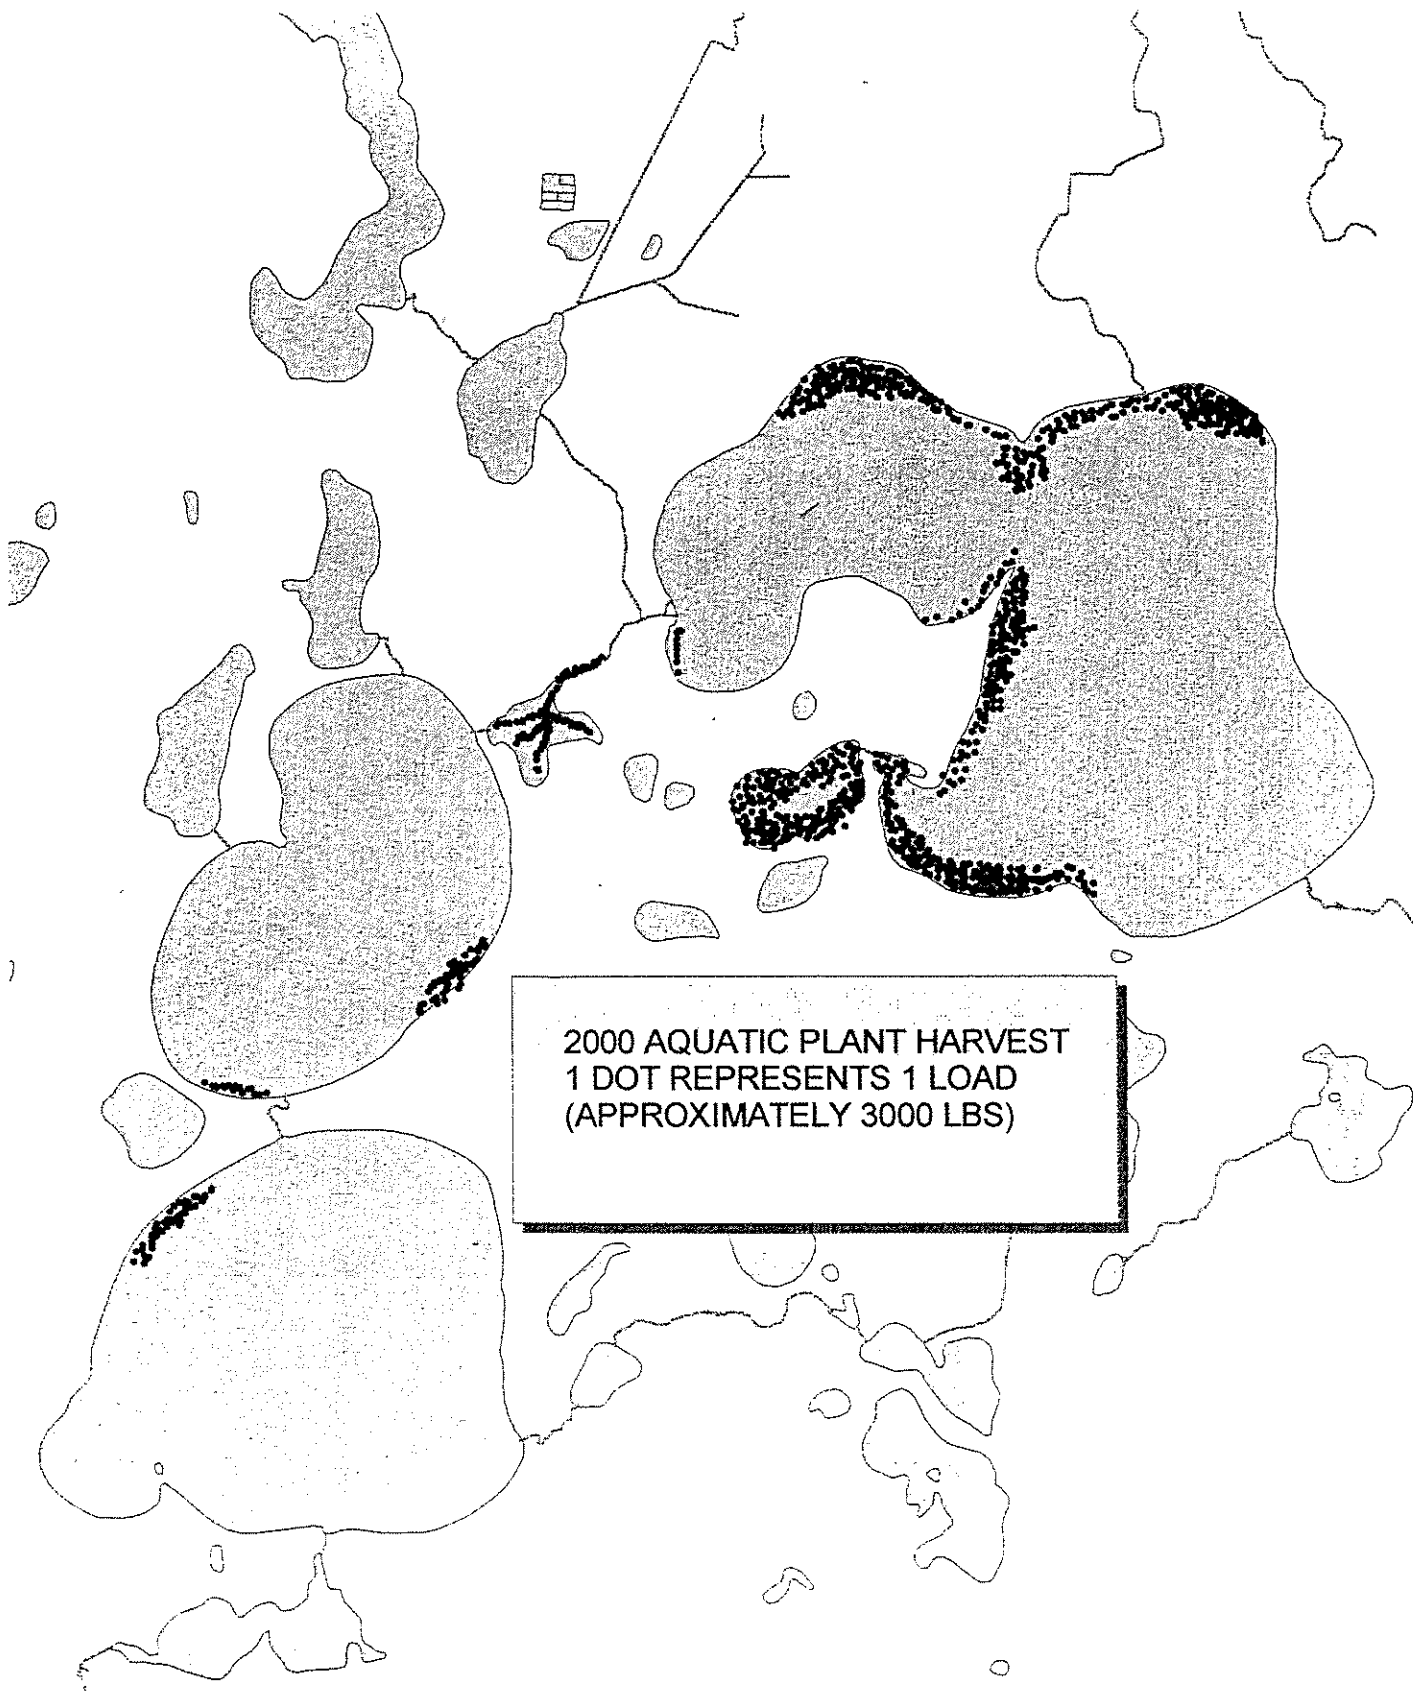 2000 AQUATIC PLANT HARVEST
1 DOT REPRESENTS 1 LOAD
(APPROXIMATELY 3000 LBS)